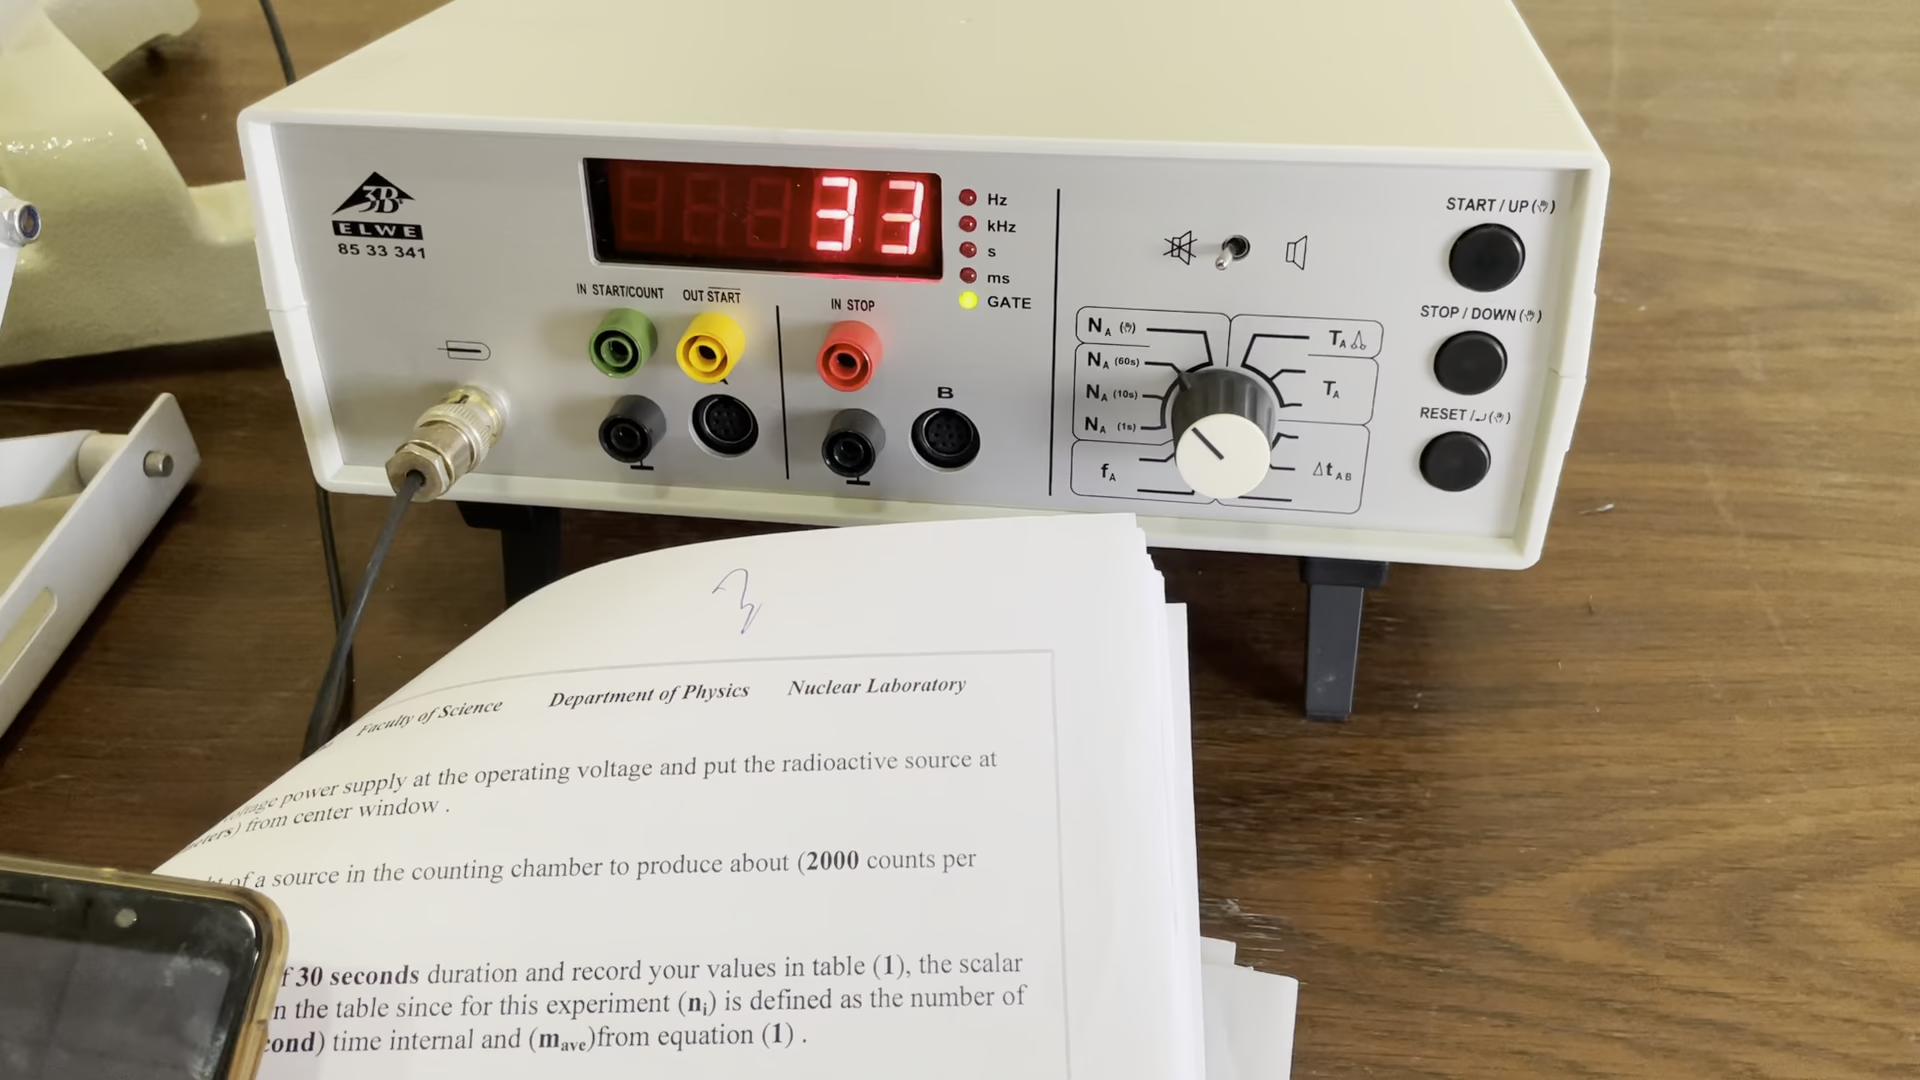 3B
ELWE
85 33 341
33
Hz
kHz
s
ms
GATE
IN START/COUNT
OUT START
IN STOP
B
START / UP
STOP / DOWN
RESET /
NA
NA (60s)
NA (10s)
NA (1s)
fA
TA
TA
ΔtAB
Faculty of Science Department of Physics Nuclear Laboratory
power supply at the operating voltage and put the radioactive source at
from center window .
of a source in the counting chamber to produce about (2000 counts per
30 seconds duration and record your values in table (1), the scalar
the table since for this experiment (ni) is defined as the number of
time internal and (mave)from equation (1) .